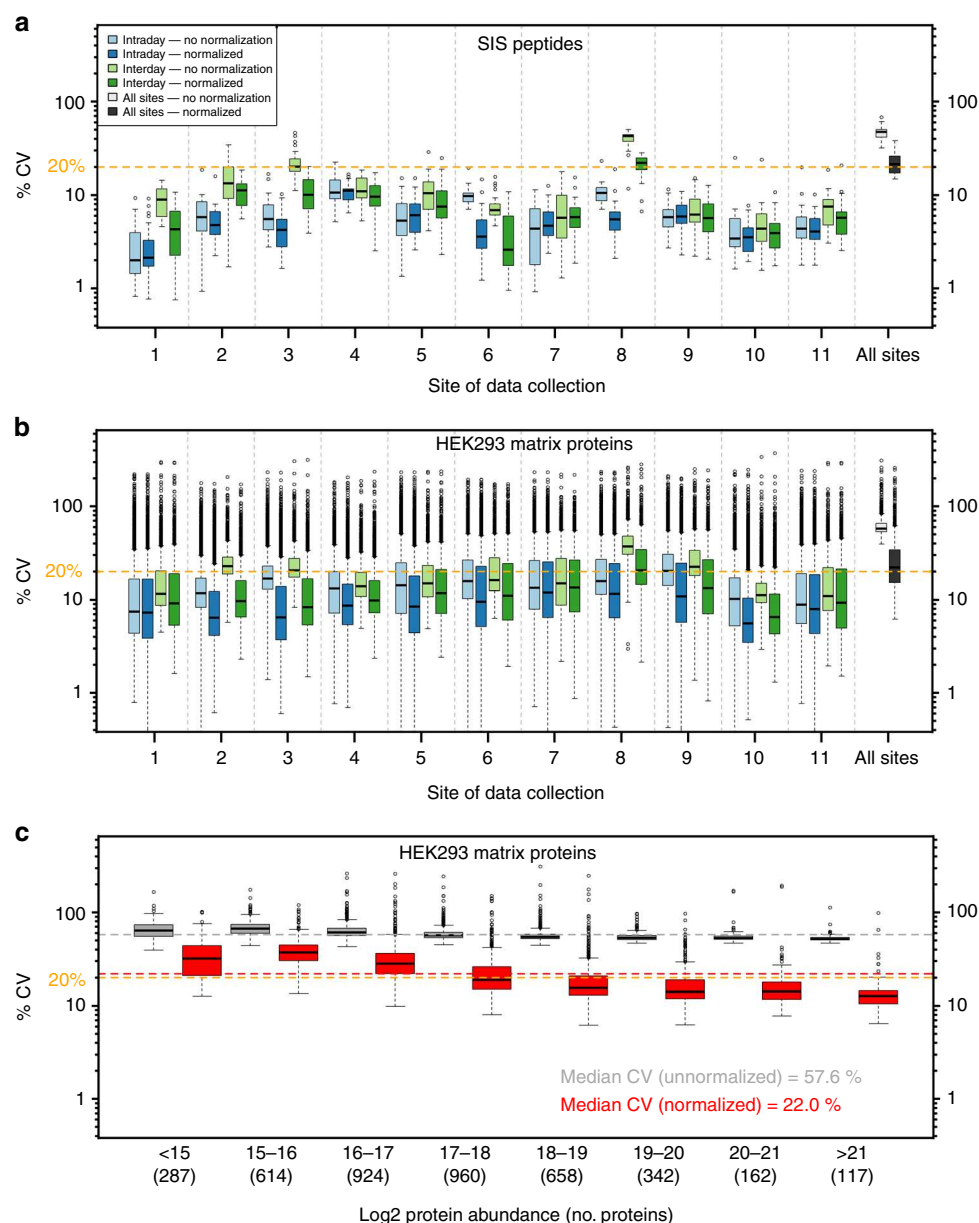 a
SIS peptides
Intraday — no normalization
Intraday — normalized
Interday — no normalization
Interday — normalized
All sites — no normalization
All sites — normalized
100
20%
10
1
% CV
100
10
1
1 2 3 4 5 6 7 8 9 10 11 All sites
Site of data collection
b
HEK293 matrix proteins
100
20%
10
1
% CV
100
10
1
1 2 3 4 5 6 7 8 9 10 11 All sites
Site of data collection
c
HEK293 matrix proteins
100
20%
10
1
% CV
100
10
1
Median CV (unnormalized) = 57.6 %
Median CV (normalized) = 22.0 %
<15 15–16 16–17 17–18 18–19 19–20 20–21 >21
(287) (614) (924) (960) (658) (342) (162) (117)
Log2 protein abundance (no. proteins)